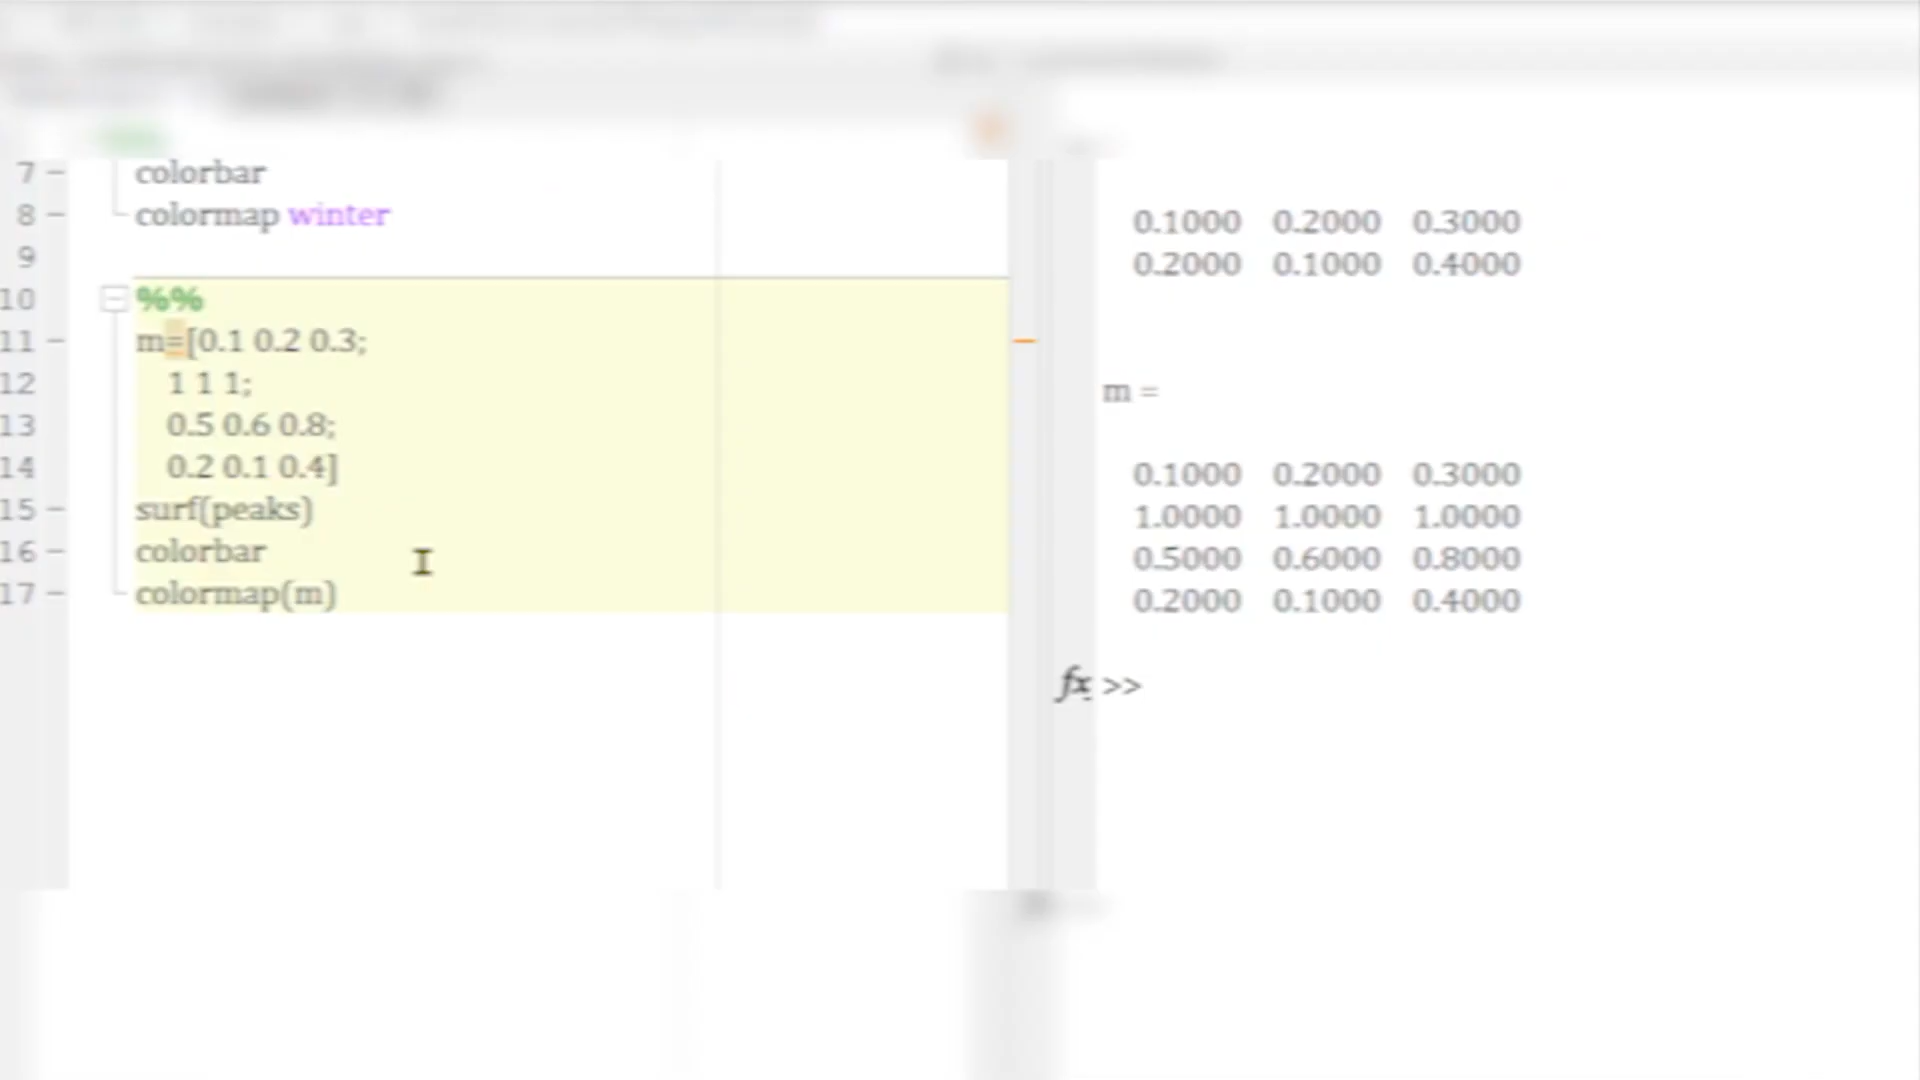 7 – colorbar
8 – colormap winter
9
10 %%
11 – m=[0.1 0.2 0.3;
12 1 1 1;
13 0.5 0.6 0.8;
14 0.2 0.1 0.4]
15 – surf(peaks)
16 – colorbar
17 – colormap(m)
0.1000 0.2000 0.3000
0.2000 0.1000 0.4000
m =
0.1000 0.2000 0.3000
1.0000 1.0000 1.0000
0.5000 0.6000 0.8000
0.2000 0.1000 0.4000
fx >>